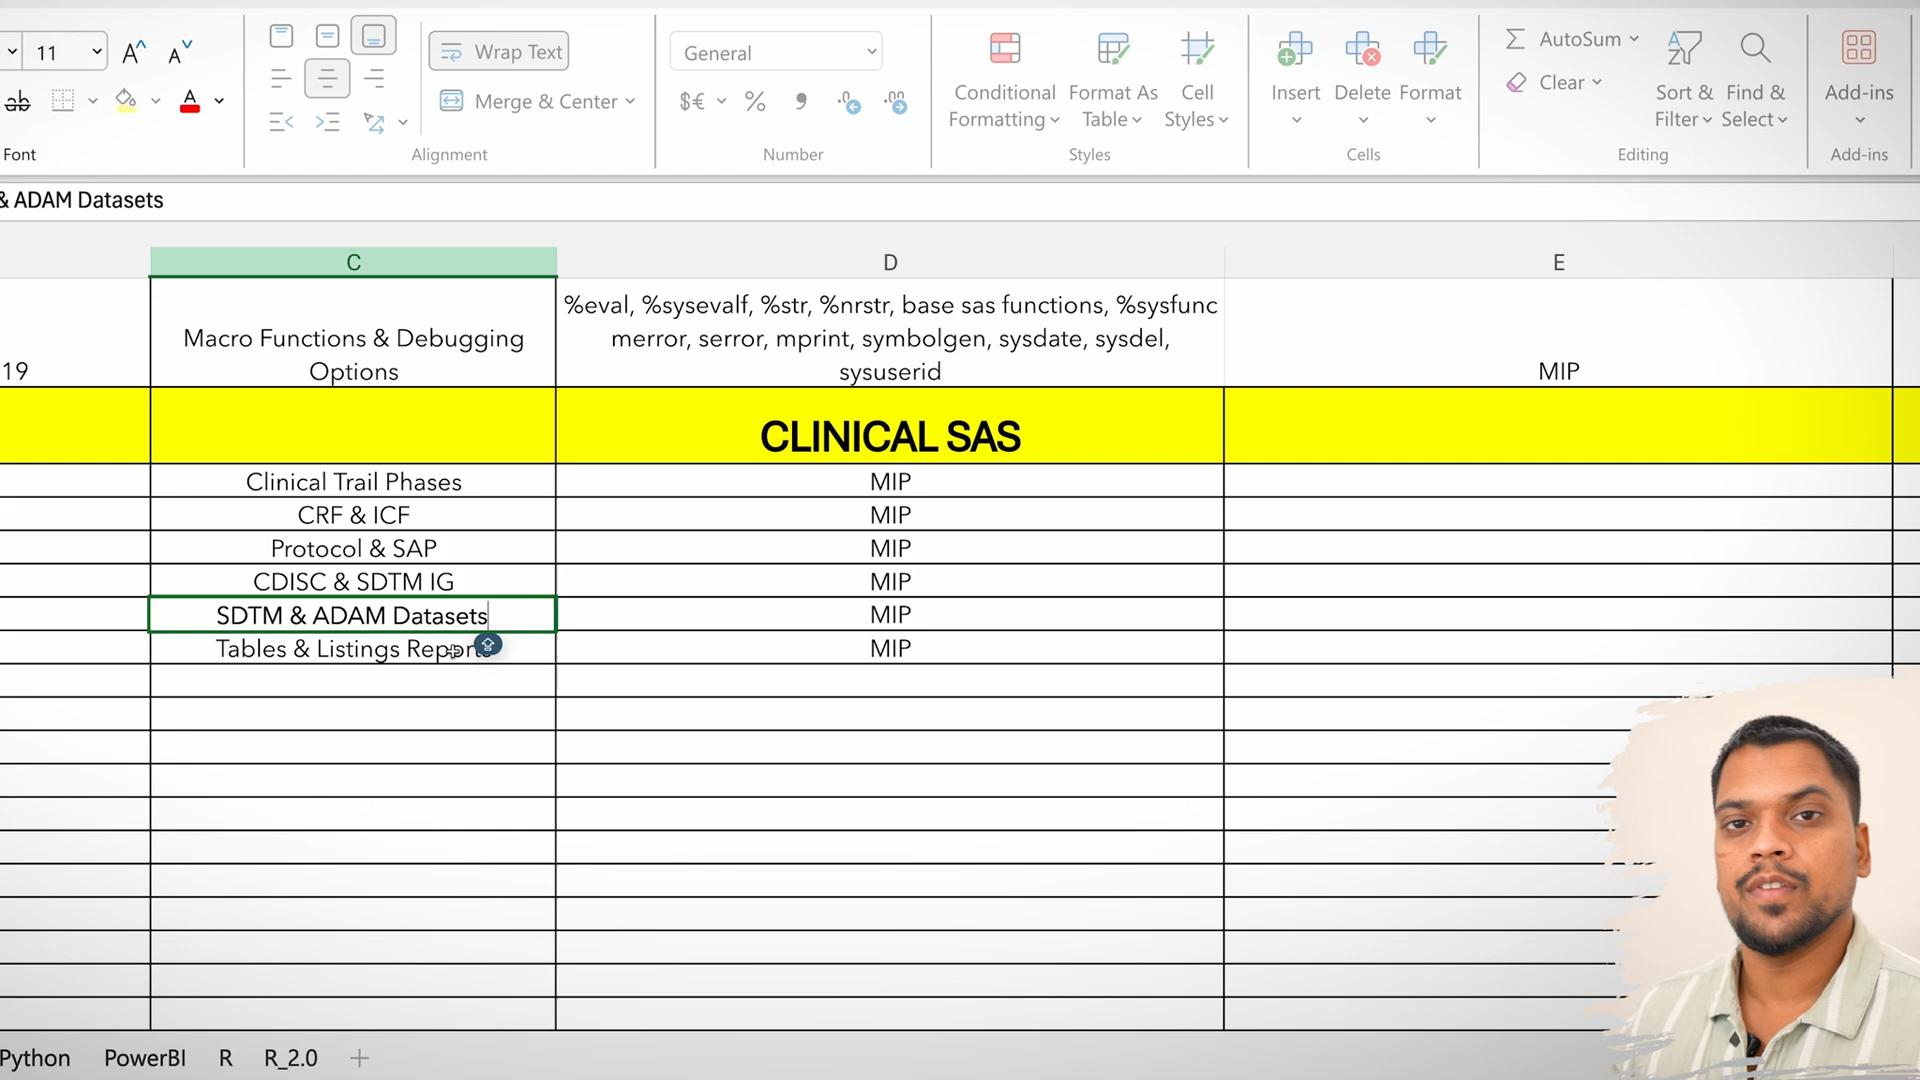 11
A^
A˅
Wrap Text
General
Conditional
Formatting
Format As
Table
Cell
Styles
Insert
Delete
Format
AutoSum
Clear
Sort &
Filter
Find &
Select
Add-ins
ab
A
Merge & Center
$€
%
Font
Alignment
Number
Styles
Cells
Editing
Add-ins
& ADAM Datasets
C
D
E
19
Macro Functions & Debugging
Options
%eval, %sysevalf, %str, %nrstr, base sas functions, %sysfunc
merror, serror, mprint, symbolgen, sysdate, sysdel,
sysuserid
MIP
CLINICAL SAS
Clinical Trail Phases
MIP
CRF & ICF
MIP
Protocol & SAP
MIP
CDISC & SDTM IG
MIP
SDTM & ADAM Datasets
MIP
Tables & Listings Reports
MIP
Python
PowerBI
R
R_2.0